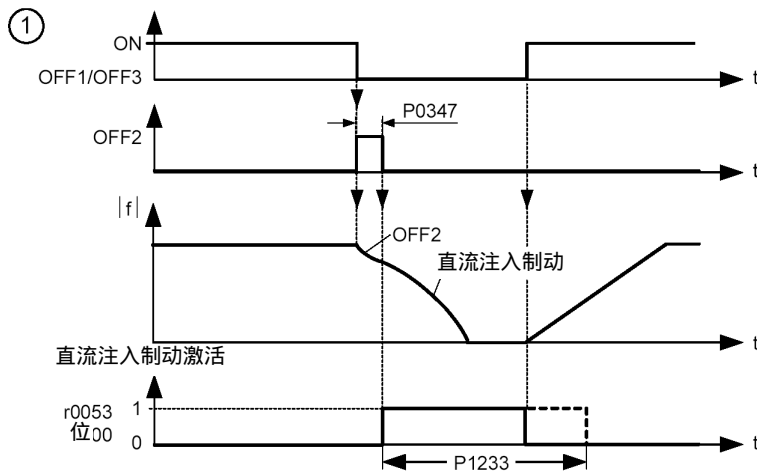 ①
ON
OFF1/OFF3
t
P0347
OFF2
t
|f|
OFF2
直流注入制动
t
直流注入制动激活
r0053
1
位00
0
t
P1233